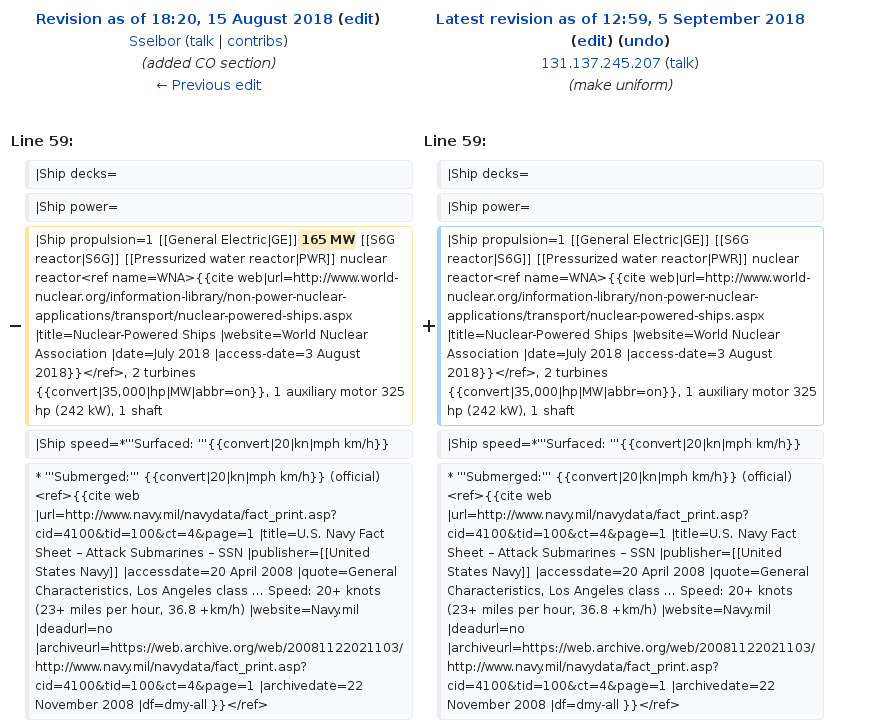 Revision as of 18:20, 15 August 2018 (edit)
Sselbor (talk | contribs)
(added CO section)
← Previous edit
Latest revision as of 12:59, 5 September 2018
(edit) (undo)
131.137.245.207 (talk)
(make uniform)
Line 59:
|Ship decks=
|Ship power=
−
|Ship propulsion=1 [[General Electric|GE]] 165 MW [[S6G
reactor|S6G]] [[Pressurized water reactor|PWR]] nuclear
reactor<ref name=WNA>{{cite web|url=http://www.world-
nuclear.org/information-library/non-power-nuclear-
applications/transport/nuclear-powered-ships.aspx
|title=Nuclear-Powered Ships |website=World Nuclear
Association |date=July 2018 |access-date=3 August
2018}}</ref>, 2 turbines
{{convert|35,000|hp|MW|abbr=on}}, 1 auxiliary motor 325
hp (242 kW), 1 shaft
|Ship speed=*'''Surfaced: '''{{convert|20|kn|mph km/h}}
* '''Submerged:''' {{convert|20|kn|mph km/h}} (official)
<ref>{{cite web
|url=http://www.navy.mil/navydata/fact_print.asp?
cid=4100&tid=100&ct=4&page=1 |title=U.S. Navy Fact
Sheet – Attack Submarines – SSN |publisher=[[United
States Navy]] |accessdate=20 April 2008 |quote=General
Characteristics, Los Angeles class ... Speed: 20+ knots
(23+ miles per hour, 36.8 +km/h) |website=Navy.mil
|deadurl=no
|archiveurl=https://web.archive.org/web/20081122021103/
http://www.navy.mil/navydata/fact_print.asp?
cid=4100&tid=100&ct=4&page=1 |archivedate=22
November 2008 |df=dmy-all }}</ref>
Line 59:
|Ship decks=
|Ship power=
+
|Ship propulsion=1 [[General Electric|GE]] [[S6G
reactor|S6G]] [[Pressurized water reactor|PWR]] nuclear
reactor<ref name=WNA>{{cite web|url=http://www.world-
nuclear.org/information-library/non-power-nuclear-
applications/transport/nuclear-powered-ships.aspx
|title=Nuclear-Powered Ships |website=World Nuclear
Association |date=July 2018 |access-date=3 August
2018}}</ref>, 2 turbines
{{convert|35,000|hp|MW|abbr=on}}, 1 auxiliary motor 325
hp (242 kW), 1 shaft
|Ship speed=*'''Surfaced: '''{{convert|20|kn|mph km/h}}
* '''Submerged:''' {{convert|20|kn|mph km/h}} (official)
<ref>{{cite web
|url=http://www.navy.mil/navydata/fact_print.asp?
cid=4100&tid=100&ct=4&page=1 |title=U.S. Navy Fact
Sheet – Attack Submarines – SSN |publisher=[[United
States Navy]] |accessdate=20 April 2008 |quote=General
Characteristics, Los Angeles class ... Speed: 20+ knots
(23+ miles per hour, 36.8 +km/h) |website=Navy.mil
|deadurl=no
|archiveurl=https://web.archive.org/web/20081122021103/
http://www.navy.mil/navydata/fact_print.asp?
cid=4100&tid=100&ct=4&page=1 |archivedate=22
November 2008 |df=dmy-all }}</ref>